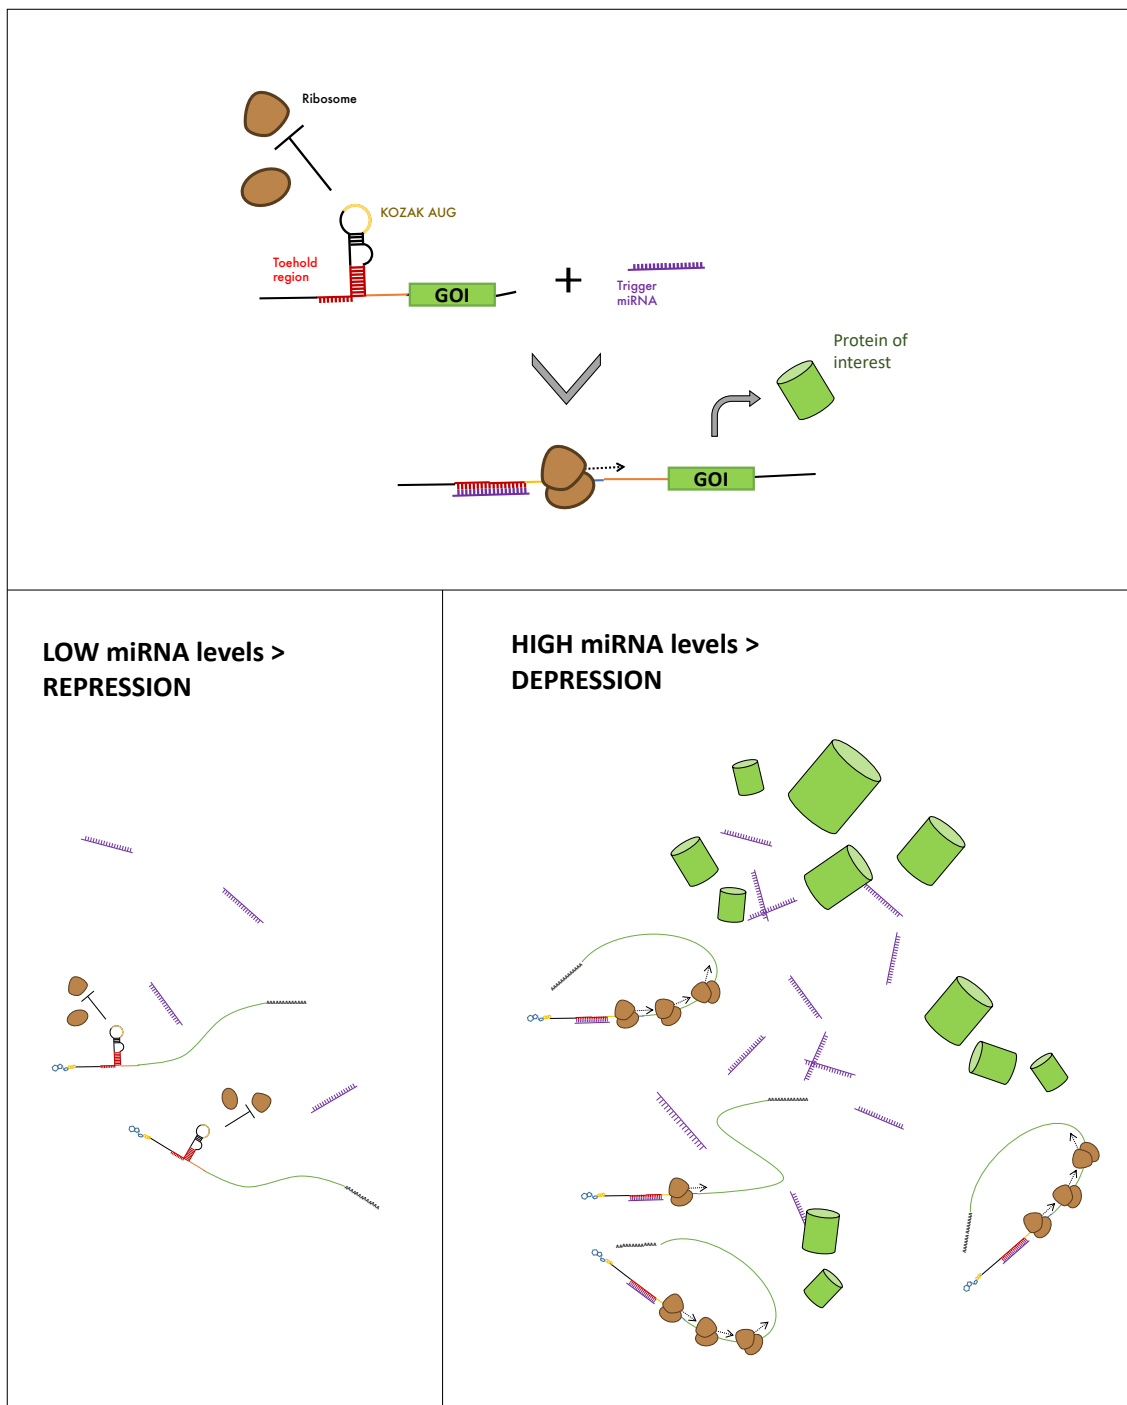 Ribosome
KOZAK AUG
Toehold
region
GOI
+
Trigger
miRNA
Protein of
interest
GOI
LOW miRNA levels >
REPRESSION
HIGH miRNA levels >
DEPRESSION